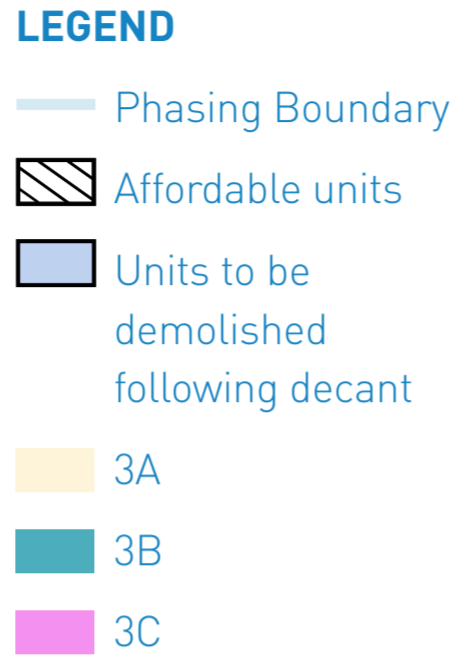 LEGEND
Phasing Boundary
Affordable units
Units to be
demolished
following decant
3A
3B
3C